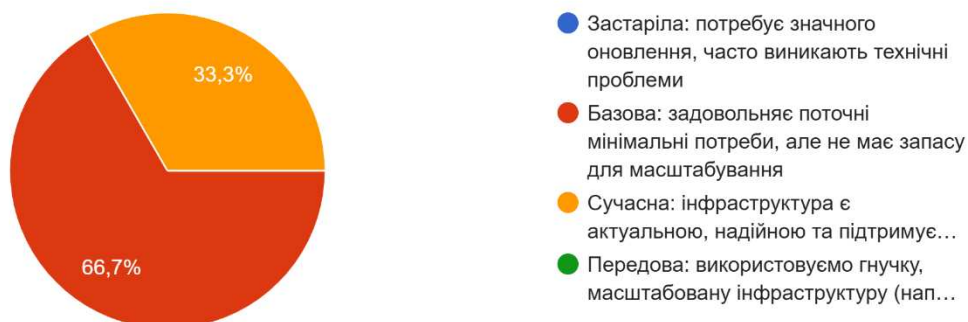 33,3%
66,7%
Застаріла: потребує значного
оновлення, часто виникають технічні
проблеми
Базова: задовольняє поточні
мінімальні потреби, але не має запасу
для масштабування
Сучасна: інфраструктура є
актуальною, надійною та підтримує…
Передова: використовуємо гнучку,
масштабовану інфраструктуру (нап…